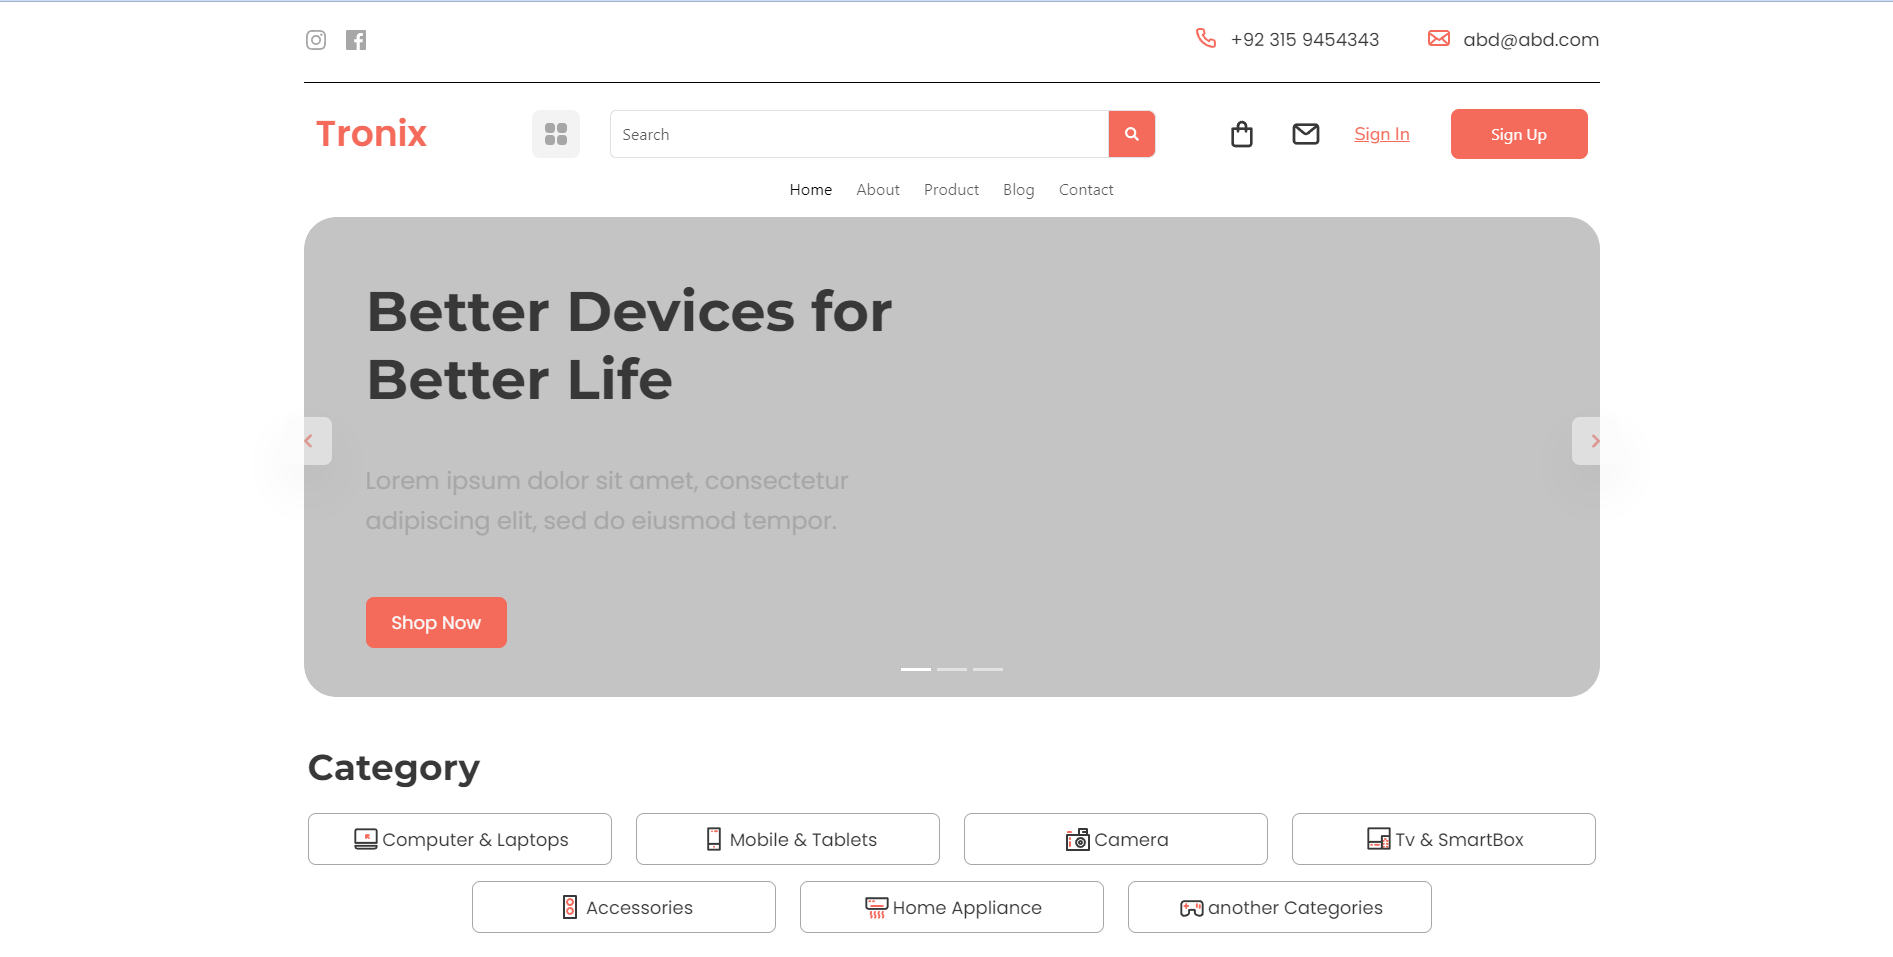 +92 315 9454343
abd@abd.com
Tronix
Search
Sign In
Sign Up
Home
About
Product
Blog
Contact
Better Devices for
Better Life
Lorem ipsum dolor sit amet, consectetur
adipiscing elit, sed do eiusmod tempor.
Shop Now
Category
Computer & Laptops
Mobile & Tablets
Camera
Tv & SmartBox
Accessories
Home Appliance
another Categories